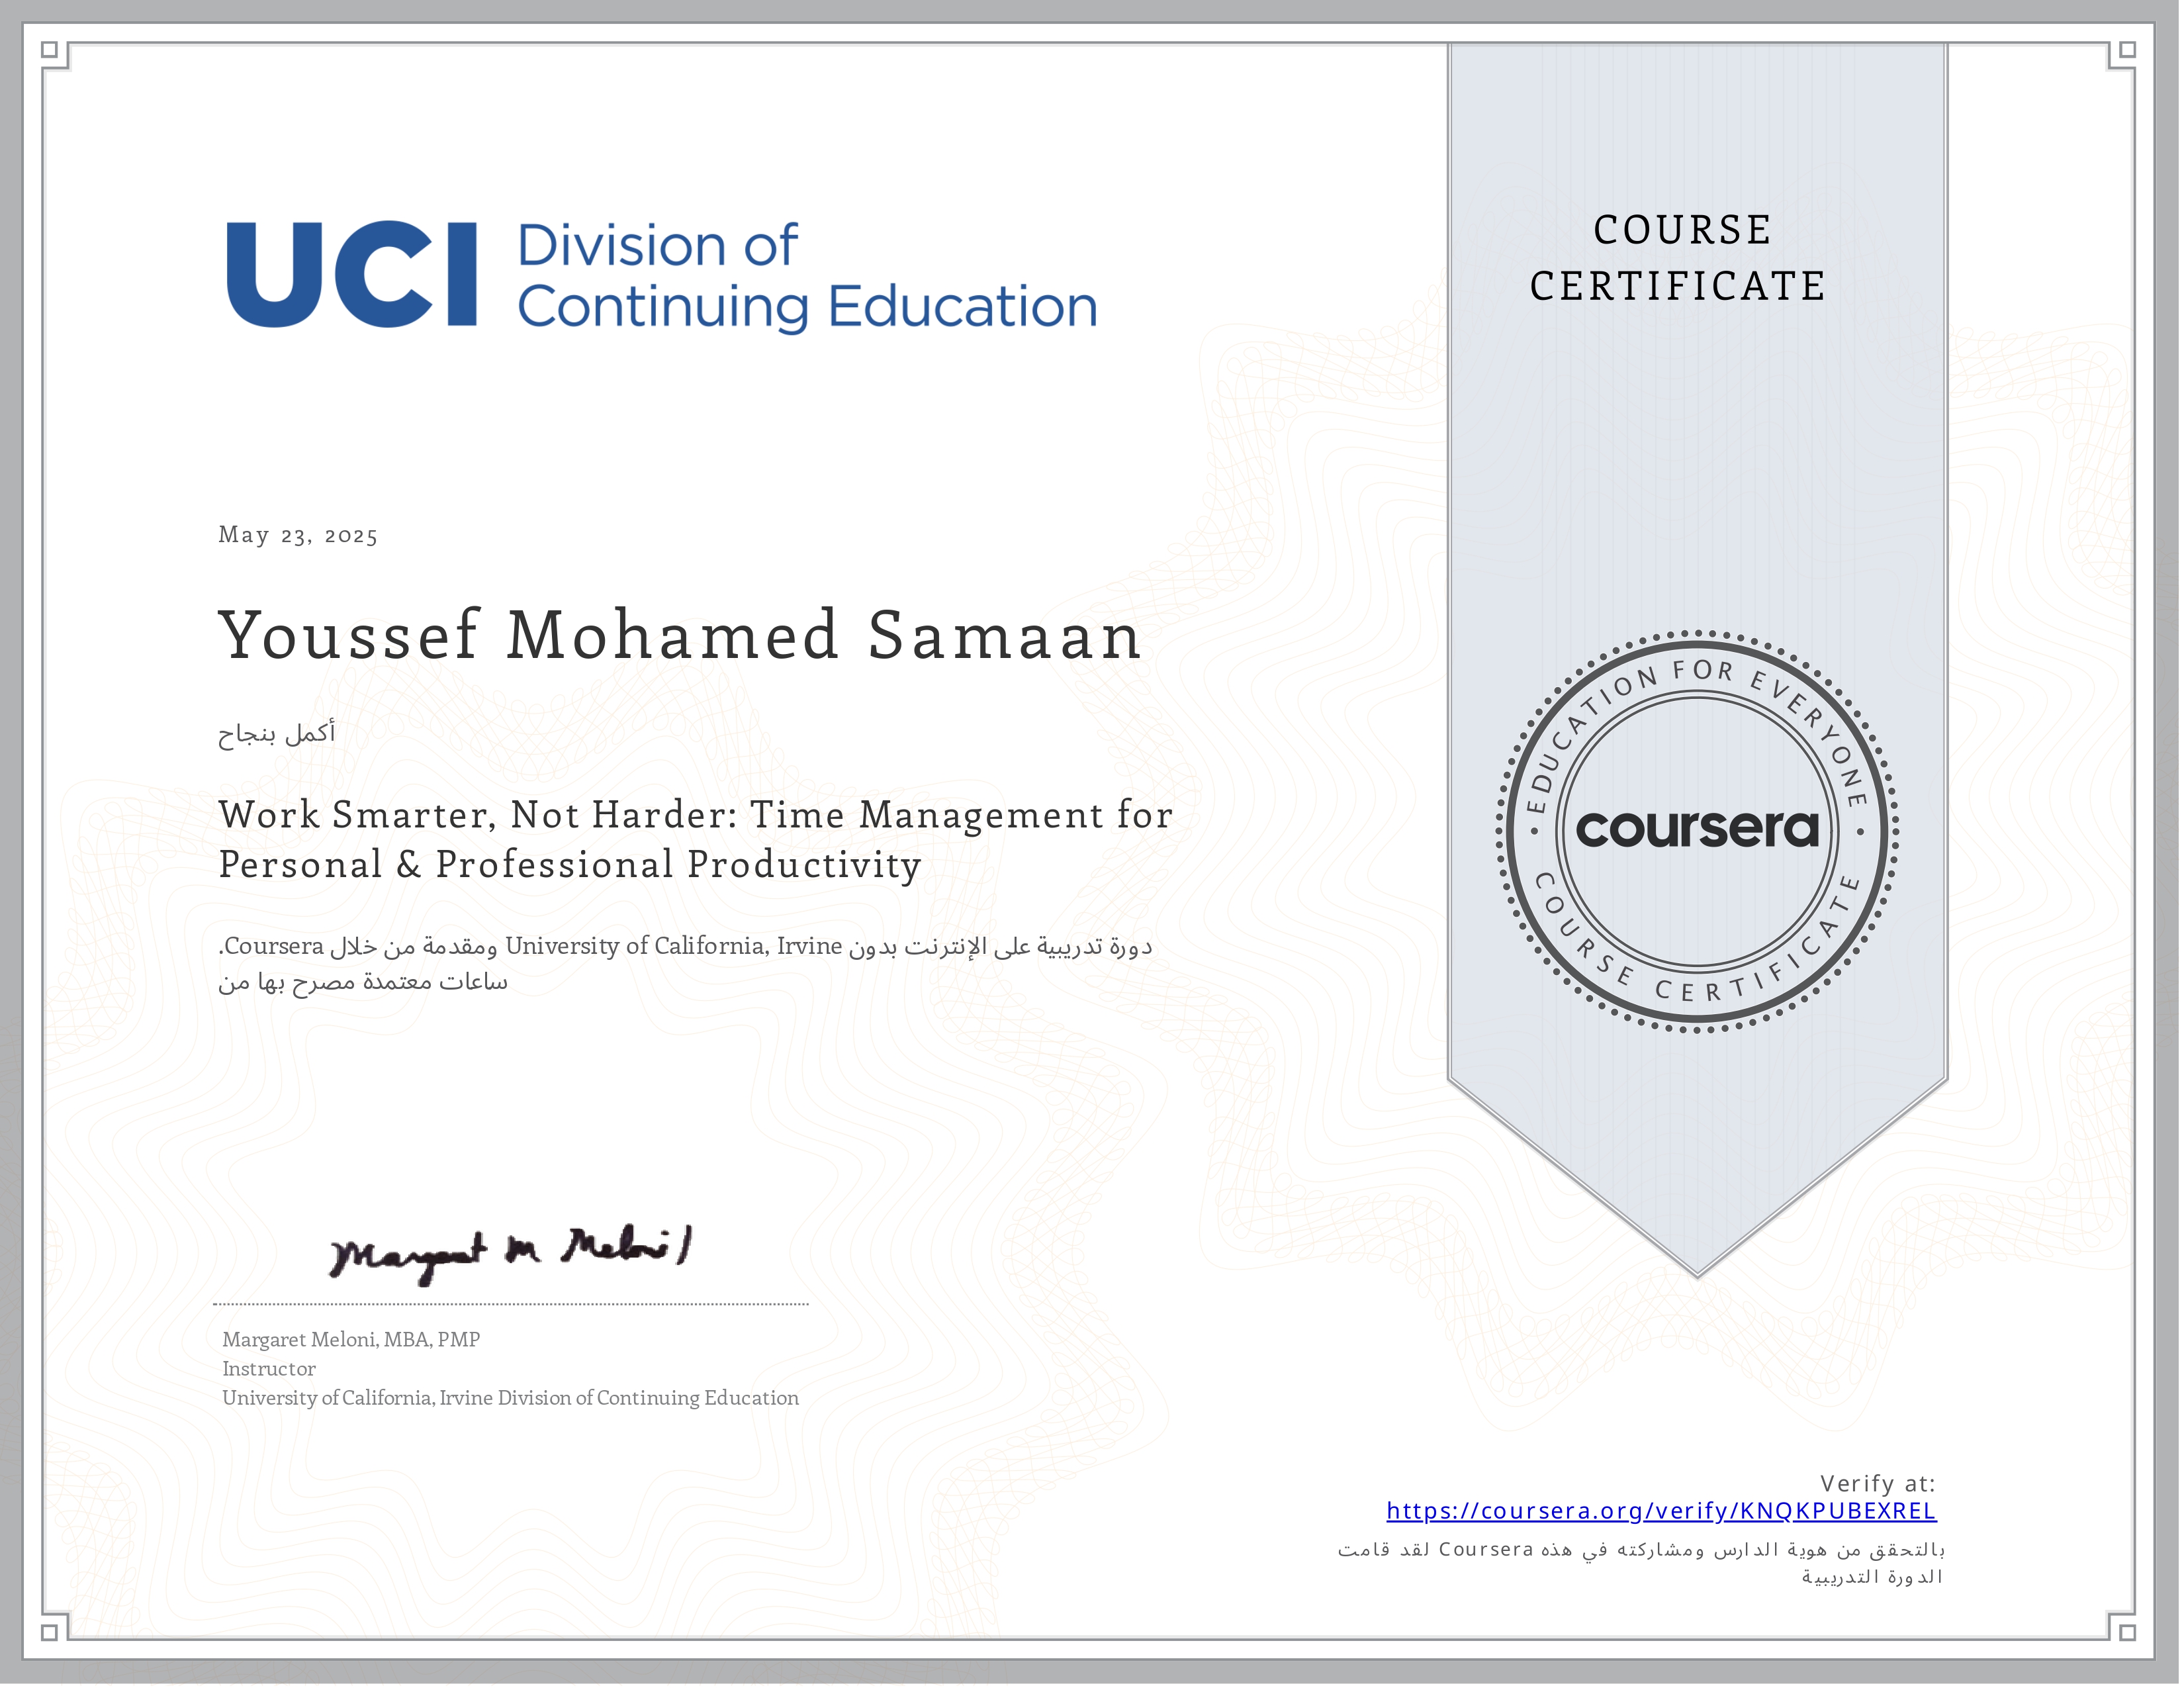 UCI Division of
Continuing Education
COURSE
CERTIFICATE
May 23, 2025
Youssef Mohamed Samaan
أكمل بنجاح
Work Smarter, Not Harder: Time Management for
Personal & Professional Productivity
دورة تدريبية على الإنترنت بدون University of California, Irvine ومقدمة من خلال Coursera.
ساعات معتمدة مصرح بها من
EDUCATION FOR EVERYONE
coursera
COURSE CERTIFICATE
Margaret M Meloni
Margaret Meloni, MBA, PMP
Instructor
University of California, Irvine Division of Continuing Education
Verify at:
https://coursera.org/verify/KNQKPUBEXREL
بالتحقق من هوية الدارس ومشاركته في هذه Coursera لقد قامت
الدورة التدريبية